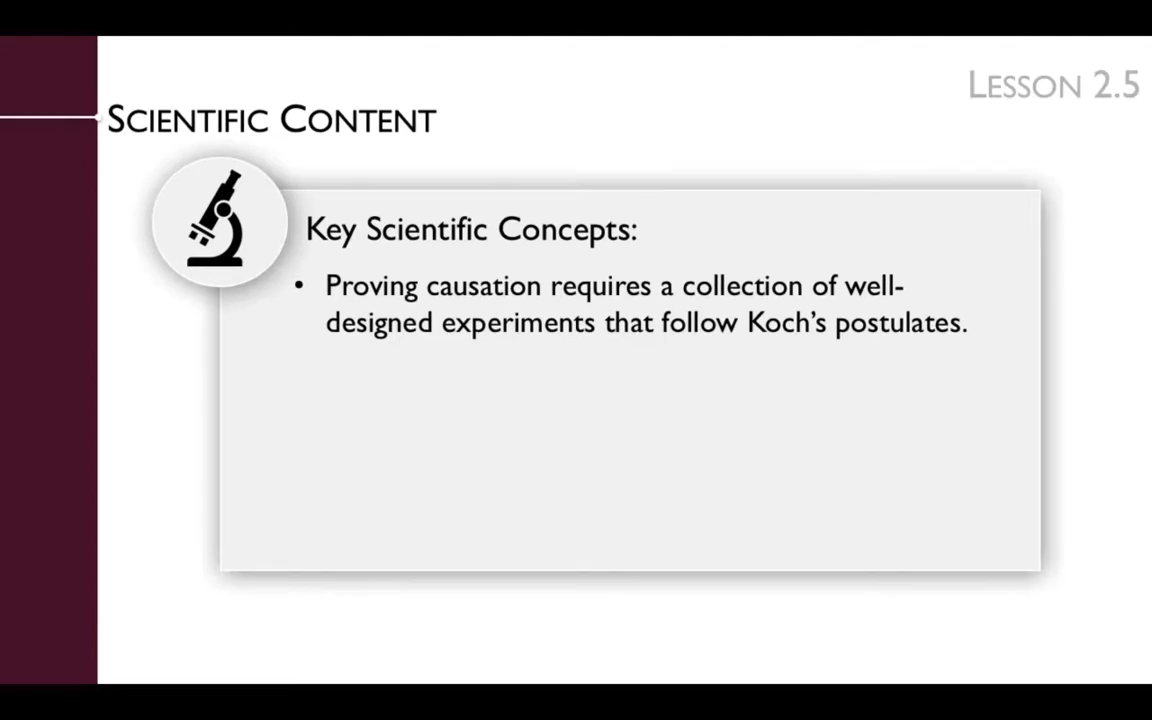 LESSON 2.5
SCIENTIFIC CONTENT
Key Scientific Concepts:
• Proving causation requires a collection of well-
designed experiments that follow Koch’s postulates.